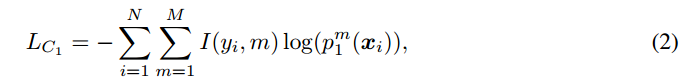 $L_{C_1} = -\sum_{i=1}^{N} \sum_{m=1}^{M} I(y_i, m) \log(p_1^m(\boldsymbol{x}_i)),$ (2)